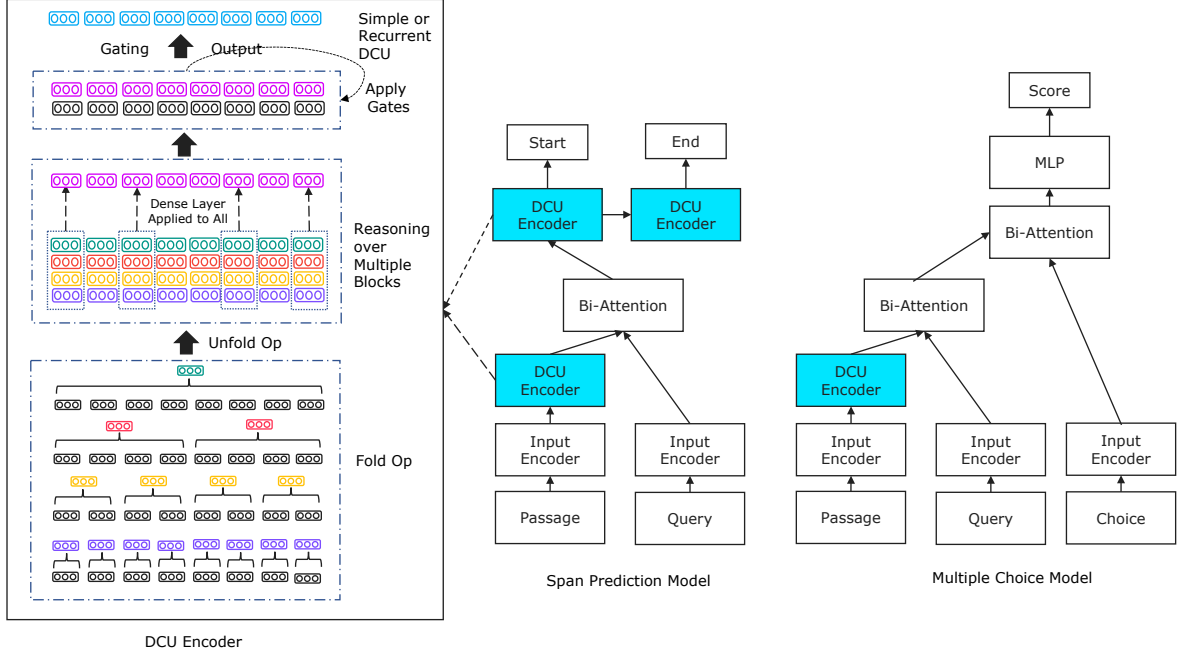 Simple or
Recurrent
DCU
Gating
Output
Apply
Gates
Dense Layer
Applied to All
Reasoning
over
Multiple
Blocks
Unfold Op
Fold Op
DCU Encoder
Start
End
DCU
Encoder
DCU
Encoder
Bi-Attention
DCU
Encoder
Input
Encoder
Input
Encoder
Passage
Query
Span Prediction Model
Score
MLP
Bi-Attention
Bi-Attention
DCU
Encoder
Input
Encoder
Input
Encoder
Input
Encoder
Passage
Query
Choice
Multiple Choice Model